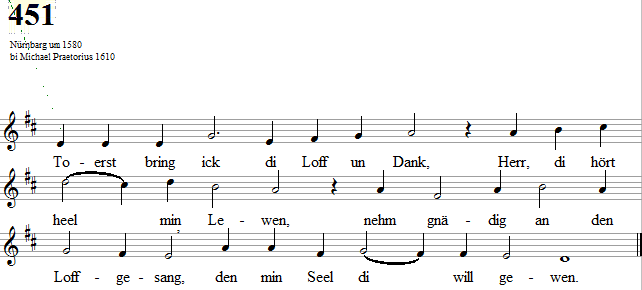 451
Nürnbarg um 1580
bi Michael Praetorius 1610
To - erst bring ick di Loff un Dank, Herr, di hört
heel min Le - wen, nehm gnä - dig an den
Loff - ge - sang, den min Seel di will ge - wen.